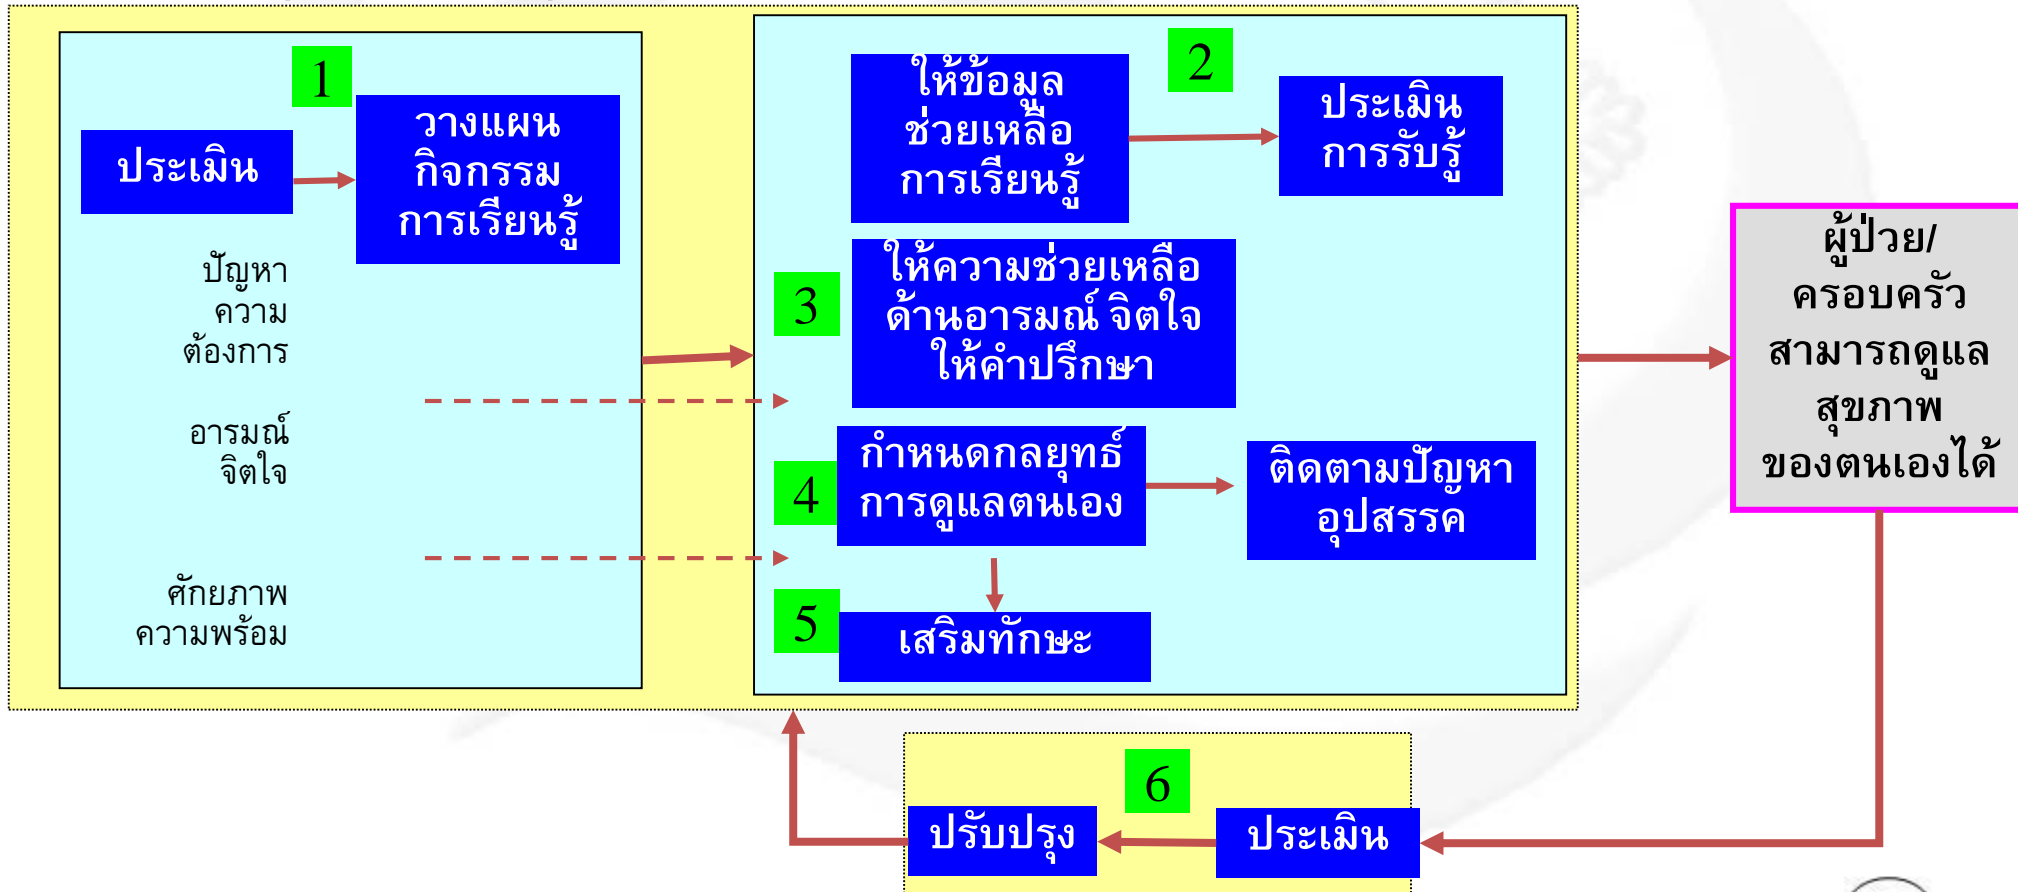 1
ประเมิน
วางแผน
กิจกรรม
การเรียนรู้
ปัญหา
ความ
ต้องการ
อารมณ์
จิตใจ
ศักยภาพ
ความพร้อม
2
ให้ข้อมูล
ช่วยเหลือ
การเรียนรู้
ประเมิน
การรับรู้
3
ให้ความช่วยเหลือ
ด้านอารมณ์ จิตใจ
ให้คำปรึกษา
4
กำหนดกลยุทธ์
การดูแลตนเอง
ติดตามปัญหา
อุปสรรค
5
เสริมทักษะ
ผู้ป่วย/
ครอบครัว
สามารถดูแล
สุขภาพ
ของตนเองได้
6
ปรับปรุง
ประเมิน